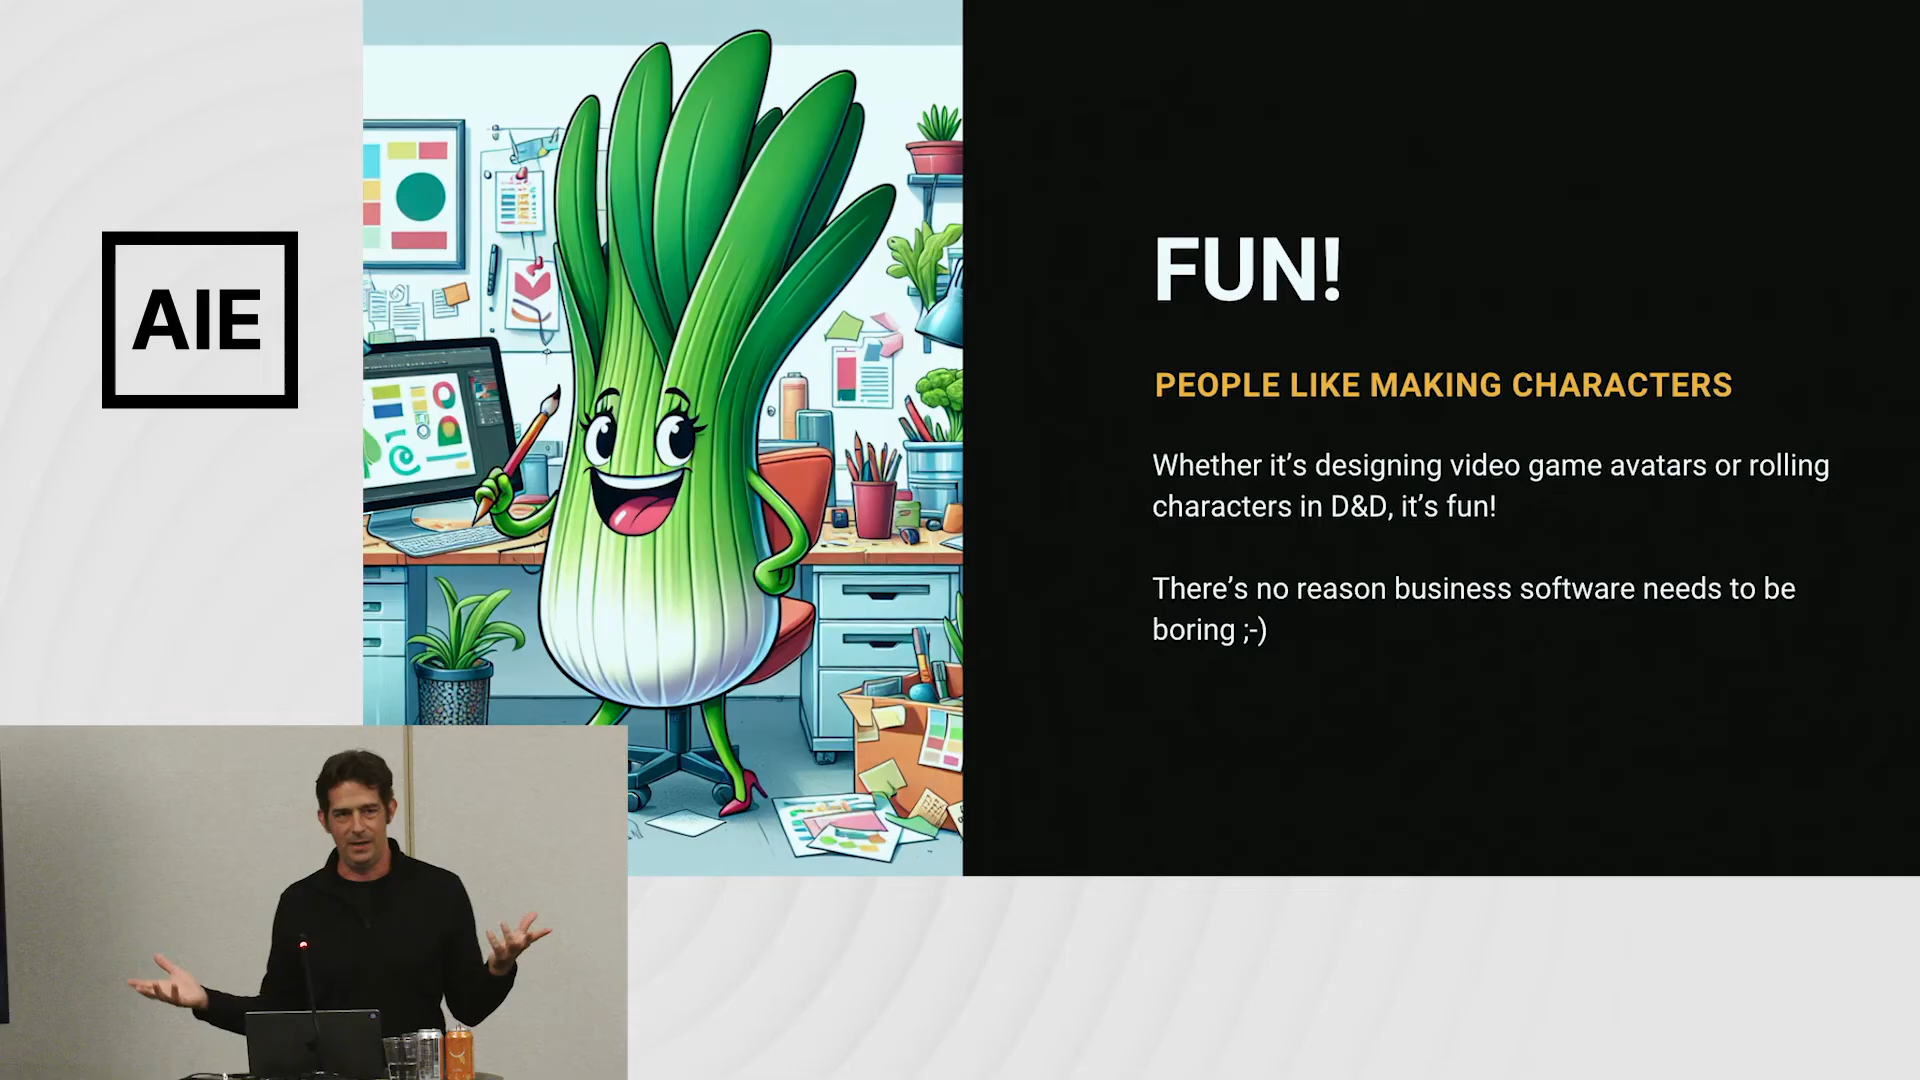 AIE
FUN!
PEOPLE LIKE MAKING CHARACTERS
Whether it’s designing video game avatars or rolling
characters in D&D, it’s fun!
There’s no reason business software needs to be
boring ;-)